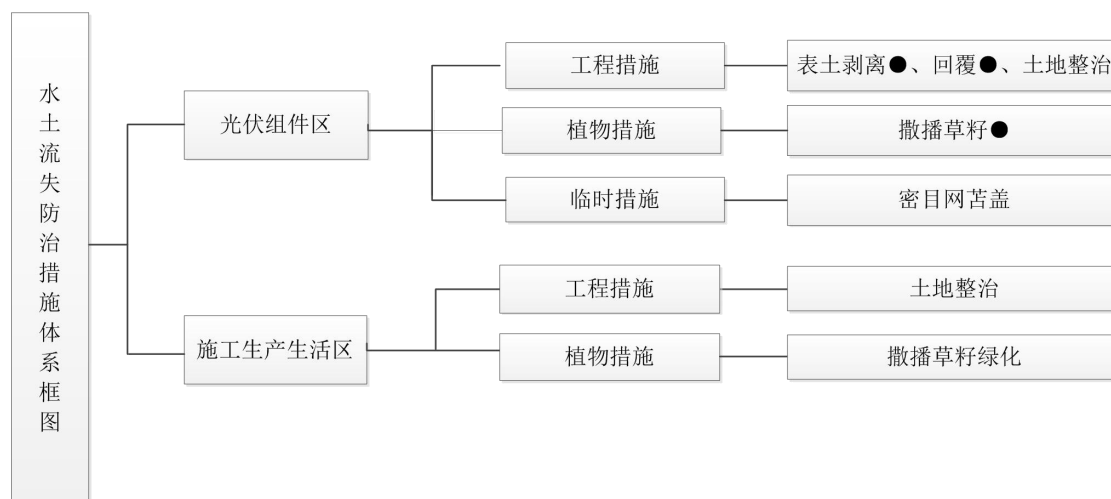 水土流失防治措施体系框图
光伏组件区
工程措施
表土剥离●、回覆●、土地整治
植物措施
撒播草籽●
临时措施
密目网苫盖
施工生产生活区
工程措施
土地整治
植物措施
撒播草籽绿化